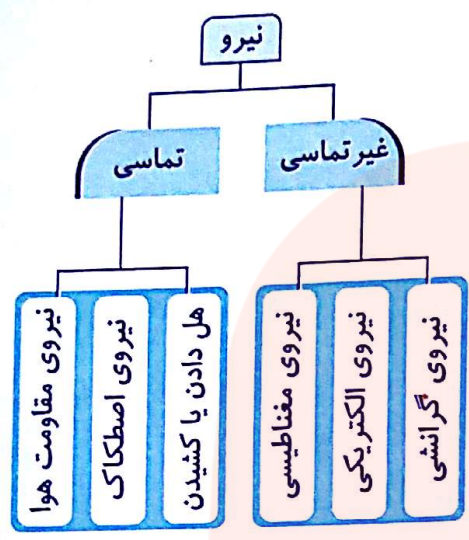 نیرو
غیرتماسی
تماسی
نیروی گرانشی
نیروی الکتریکی
نیروی مغناطیسی
هل دادن یا کشیدن
نیروی اصطکاک
نیروی مقاومت هوا